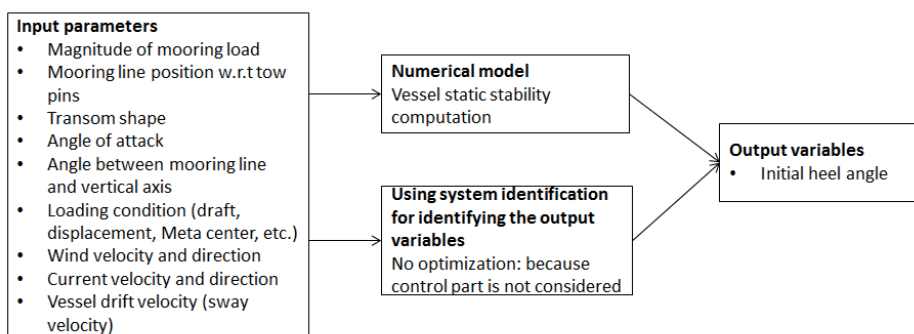 Input parameters
• Magnitude of mooring load
• Mooring line position w.r.t tow
pins
• Transom shape
• Angle of attack
• Angle between mooring line
and vertical axis
• Loading condition (draft,
displacement, Meta center, etc.)
• Wind velocity and direction
• Current velocity and direction
• Vessel drift velocity (sway
velocity)
Numerical model
Vessel static stability
computation
Using system identification
for identifying the output
variables
No optimization: because
control part is not considered
Output variables
• Initial heel angle